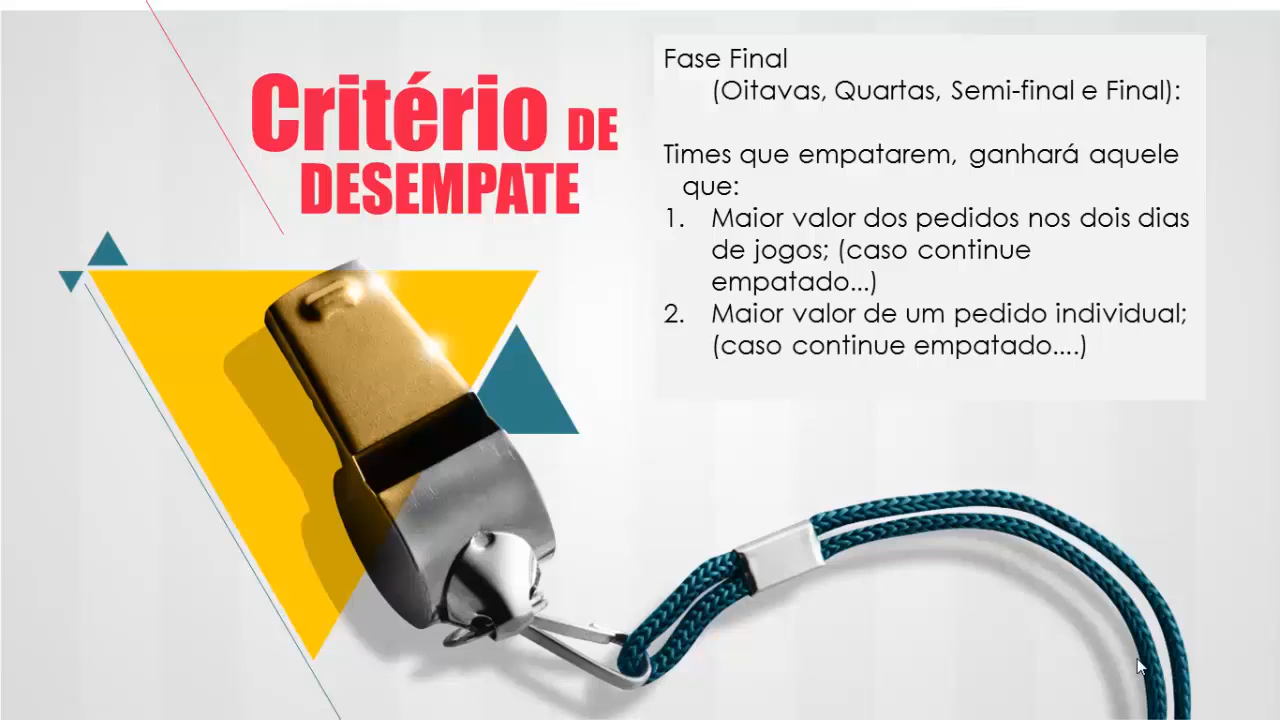 Critério DE
DESEMPATE
Fase Final
(Oitavas, Quartas, Semi-final e Final):
Times que empatarem, ganhará aquele
que:
1. Maior valor dos pedidos nos dois dias
de jogos; (caso continue
empatado...)
2. Maior valor de um pedido individual;
(caso continue empatado....)